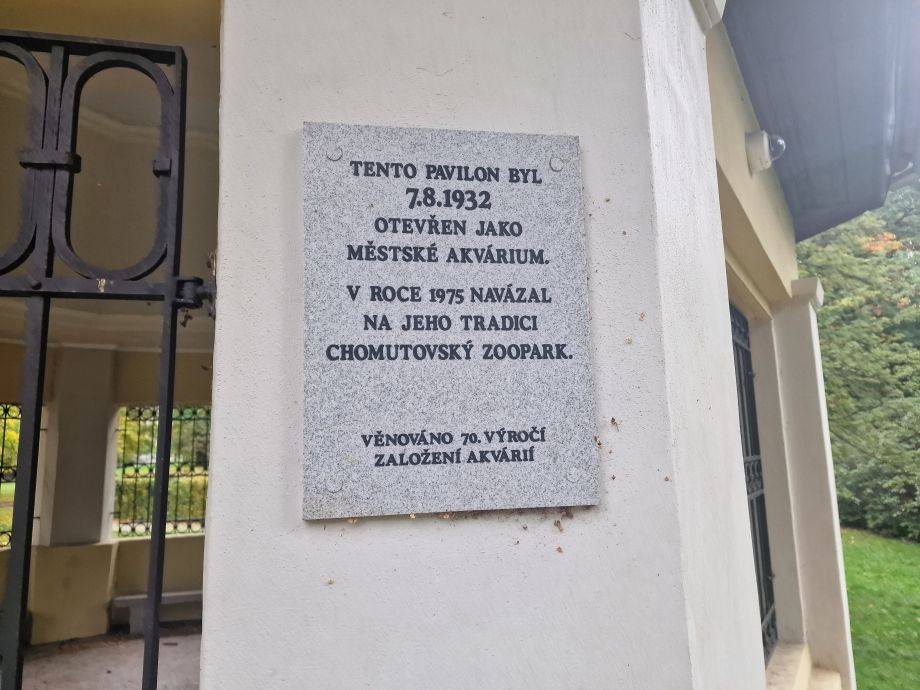 TENTO PAVILON BYL
7.8.1932
OTEVŘEN JAKO
MĚSTSKÉ AKVÁRIUM.
V ROCE 1975 NAVÁZAL
NA JEHO TRADICI
CHOMUTOVSKÝ ZOOPARK.
VĚNOVÁNO 70. VÝROČÍ
ZALOŽENÍ AKVÁRIÍ